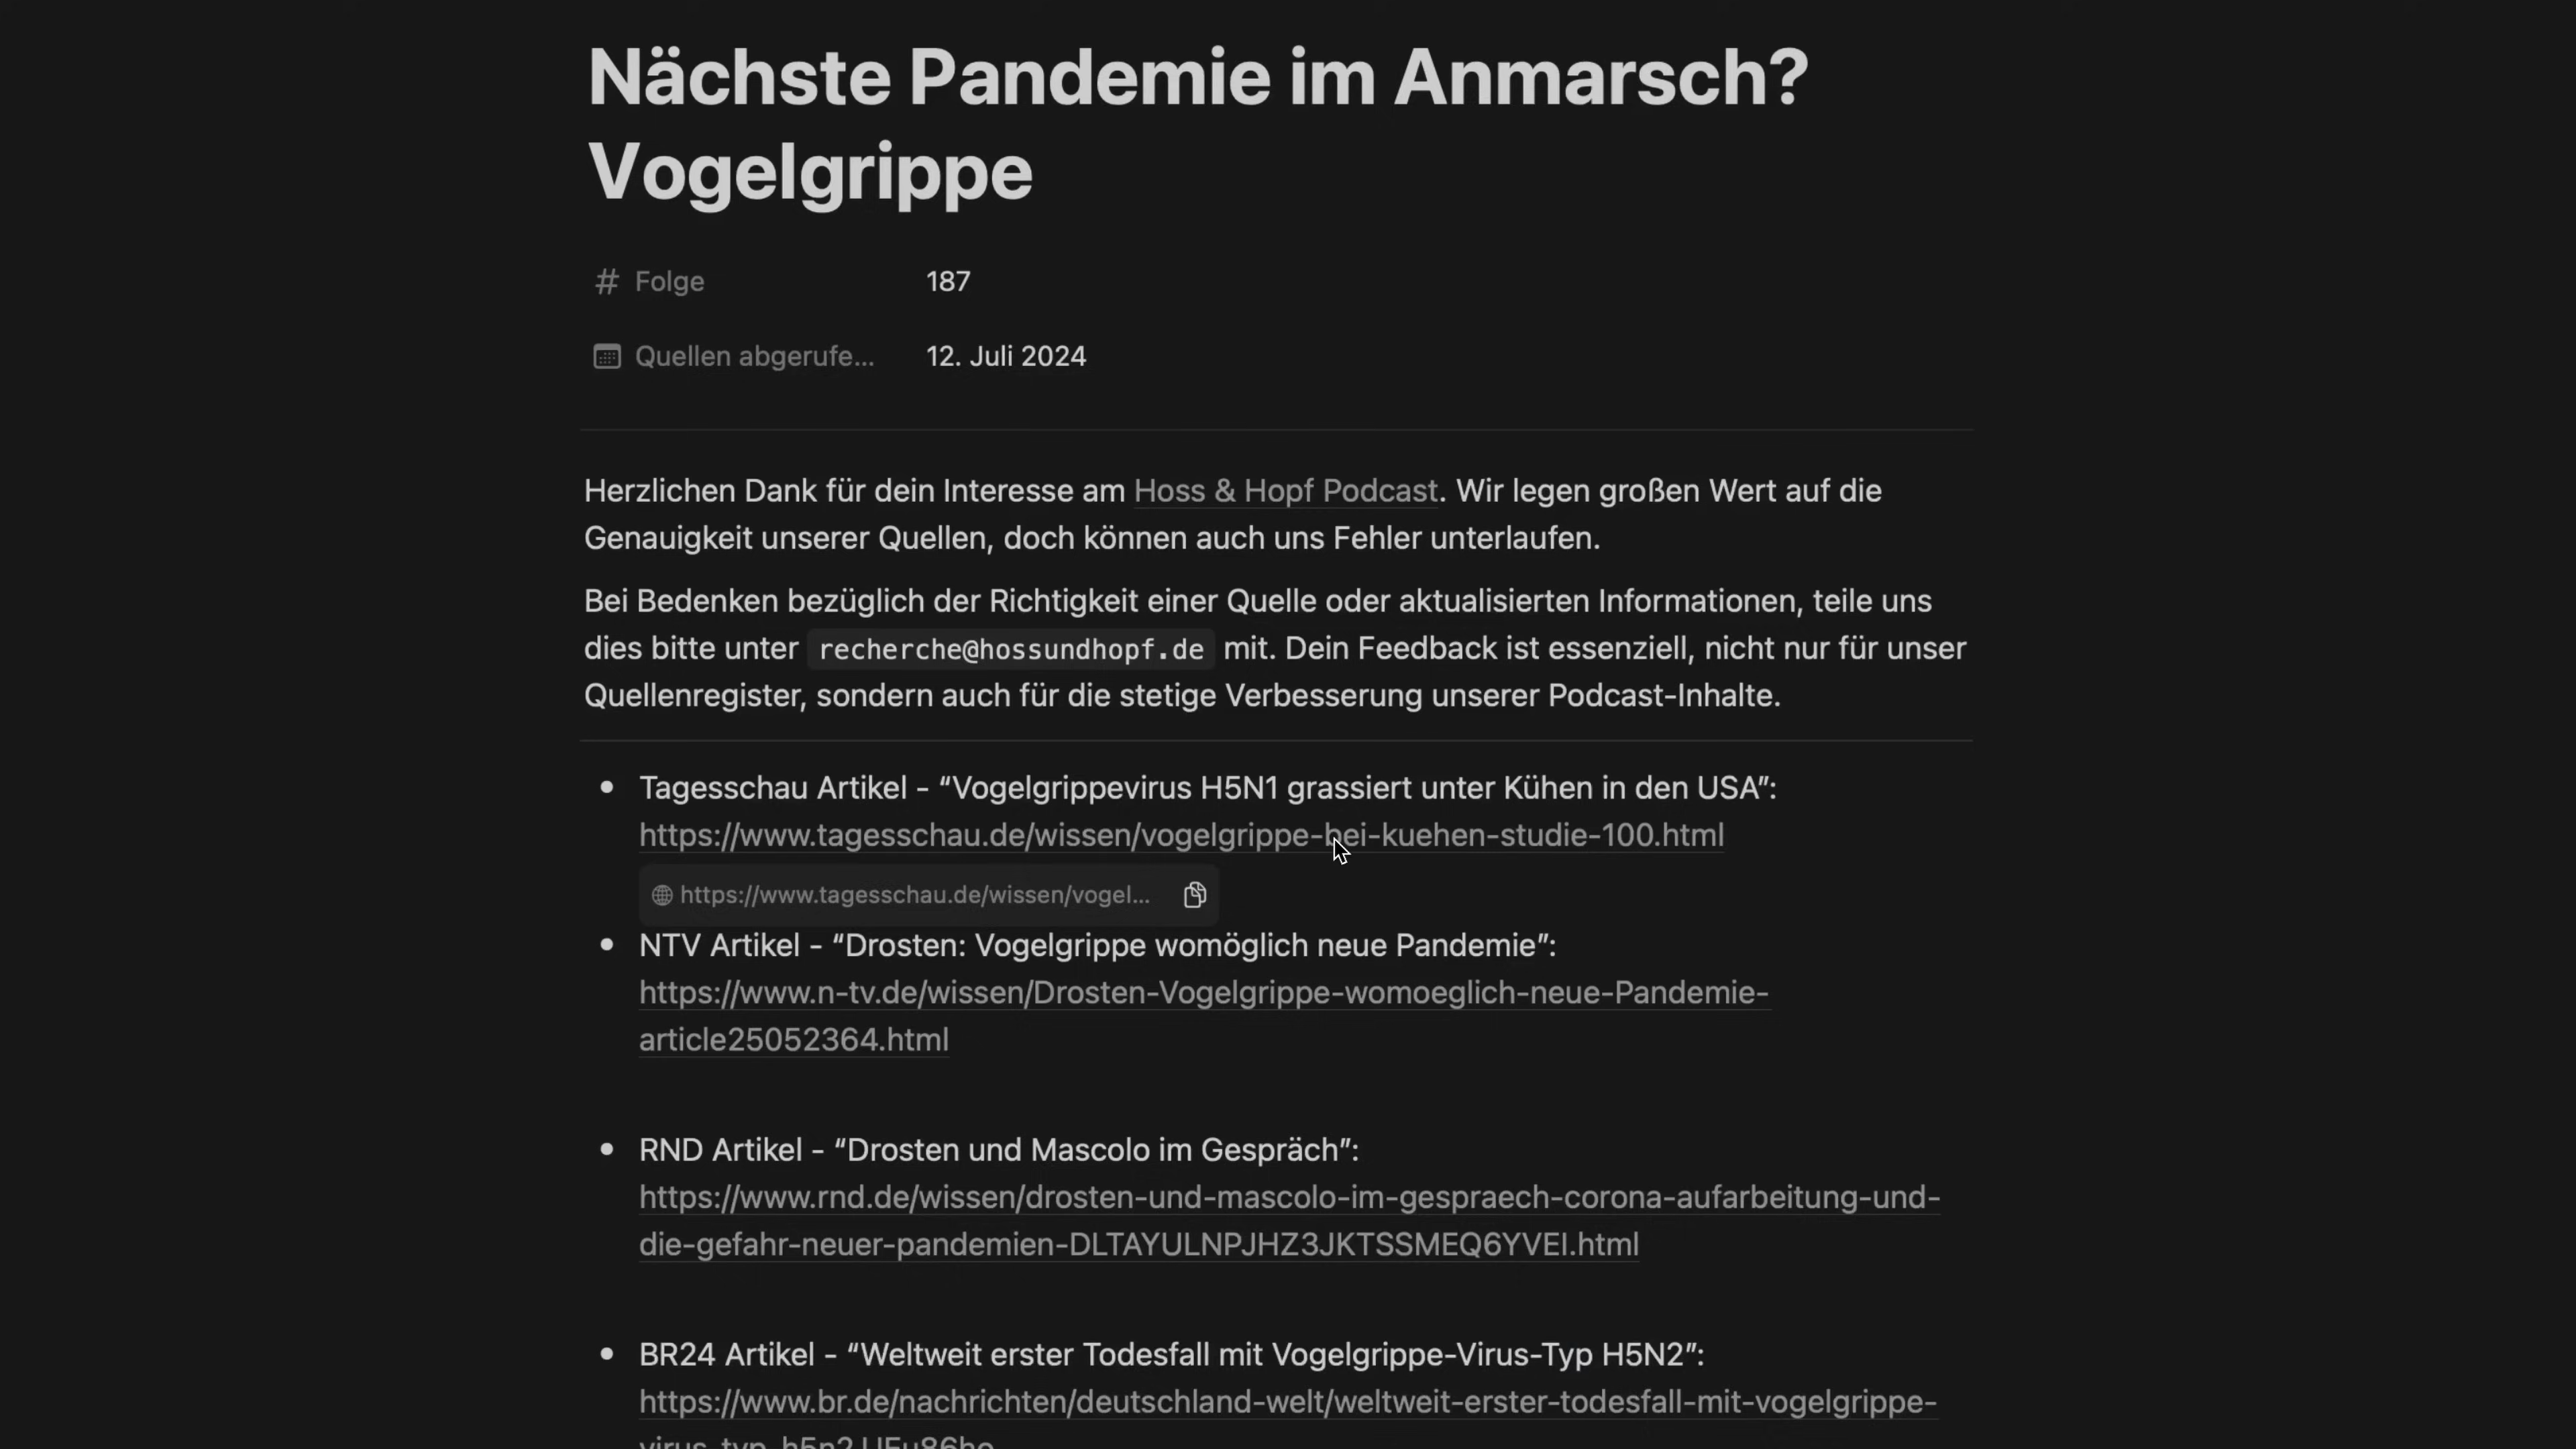 Nächste Pandemie im Anmarsch?
Vogelgrippe
# Folge 187
Quellen abgerufe... 12. Juli 2024
Herzlichen Dank für dein Interesse am Hoss & Hopf Podcast. Wir legen großen Wert auf die
Genauigkeit unserer Quellen, doch können auch uns Fehler unterlaufen.
Bei Bedenken bezüglich der Richtigkeit einer Quelle oder aktualisierten Informationen, teile uns
dies bitte unter recherche@hossundhopf.de mit. Dein Feedback ist essenziell, nicht nur für unser
Quellenregister, sondern auch für die stetige Verbesserung unserer Podcast-Inhalte.
• Tagesschau Artikel - “Vogelgrippevirus H5N1 grassiert unter Kühen in den USA”:
https://www.tagesschau.de/wissen/vogelgrippe-bei-kuehen-studie-100.html
https://www.tagesschau.de/wissen/vogel...
• NTV Artikel - “Drosten: Vogelgrippe womöglich neue Pandemie”:
https://www.n-tv.de/wissen/Drosten-Vogelgrippe-womoeglich-neue-Pandemie-
article25052364.html
• RND Artikel - “Drosten und Mascolo im Gespräch”:
https://www.rnd.de/wissen/drosten-und-mascolo-im-gespraech-corona-aufarbeitung-und-
die-gefahr-neuer-pandemien-DLTAYULNPJHZ3JKTSSMEQ6YVEI.html
• BR24 Artikel - “Weltweit erster Todesfall mit Vogelgrippe-Virus-Typ H5N2”:
https://www.br.de/nachrichten/deutschland-welt/weltweit-erster-todesfall-mit-vogelgrippe-